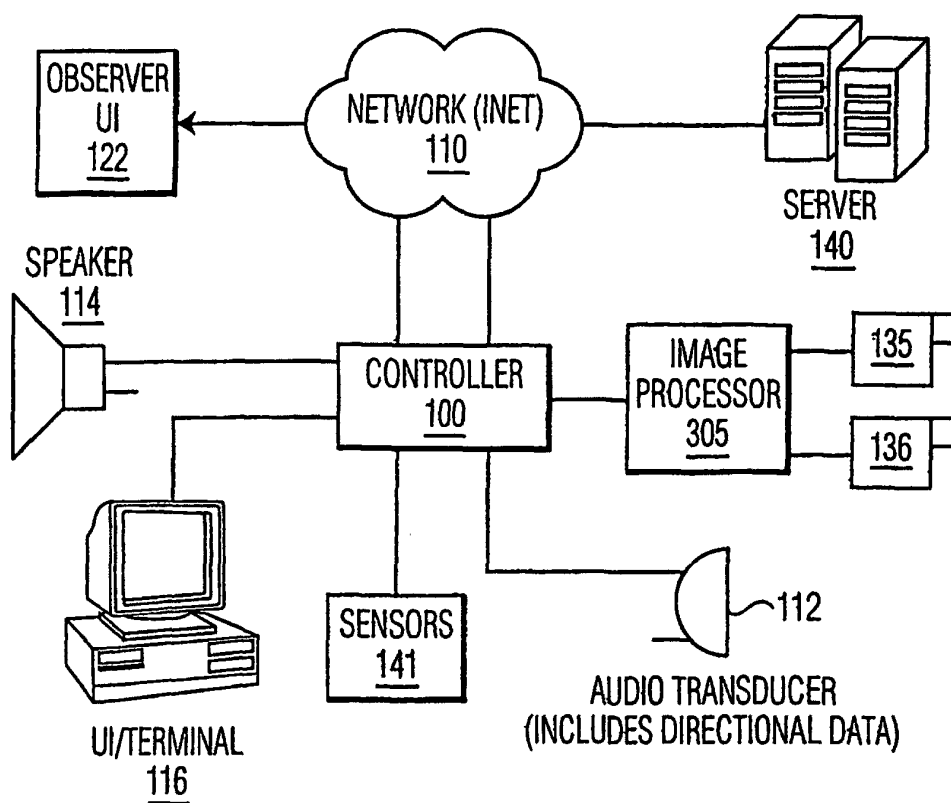 OBSERVER
UI
122
NETWORK (INET)
110
SERVER
140
SPEAKER
114
CONTROLLER
100
IMAGE
PROCESSOR
305
135
136
UI/TERMINAL
116
SENSORS
141
112
AUDIO TRANSDUCER
(INCLUDES DIRECTIONAL DATA)